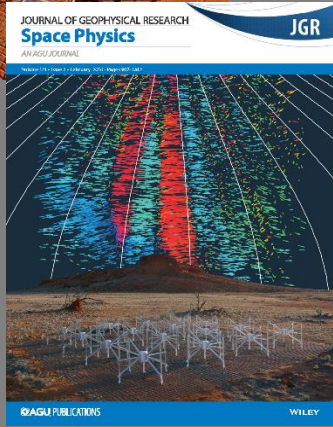 JOURNAL OF GEOPHYSICAL RESEARCH
JGR
Space Physics
AN AGU JOURNAL
AGU PUBLICATIONS
WILEY